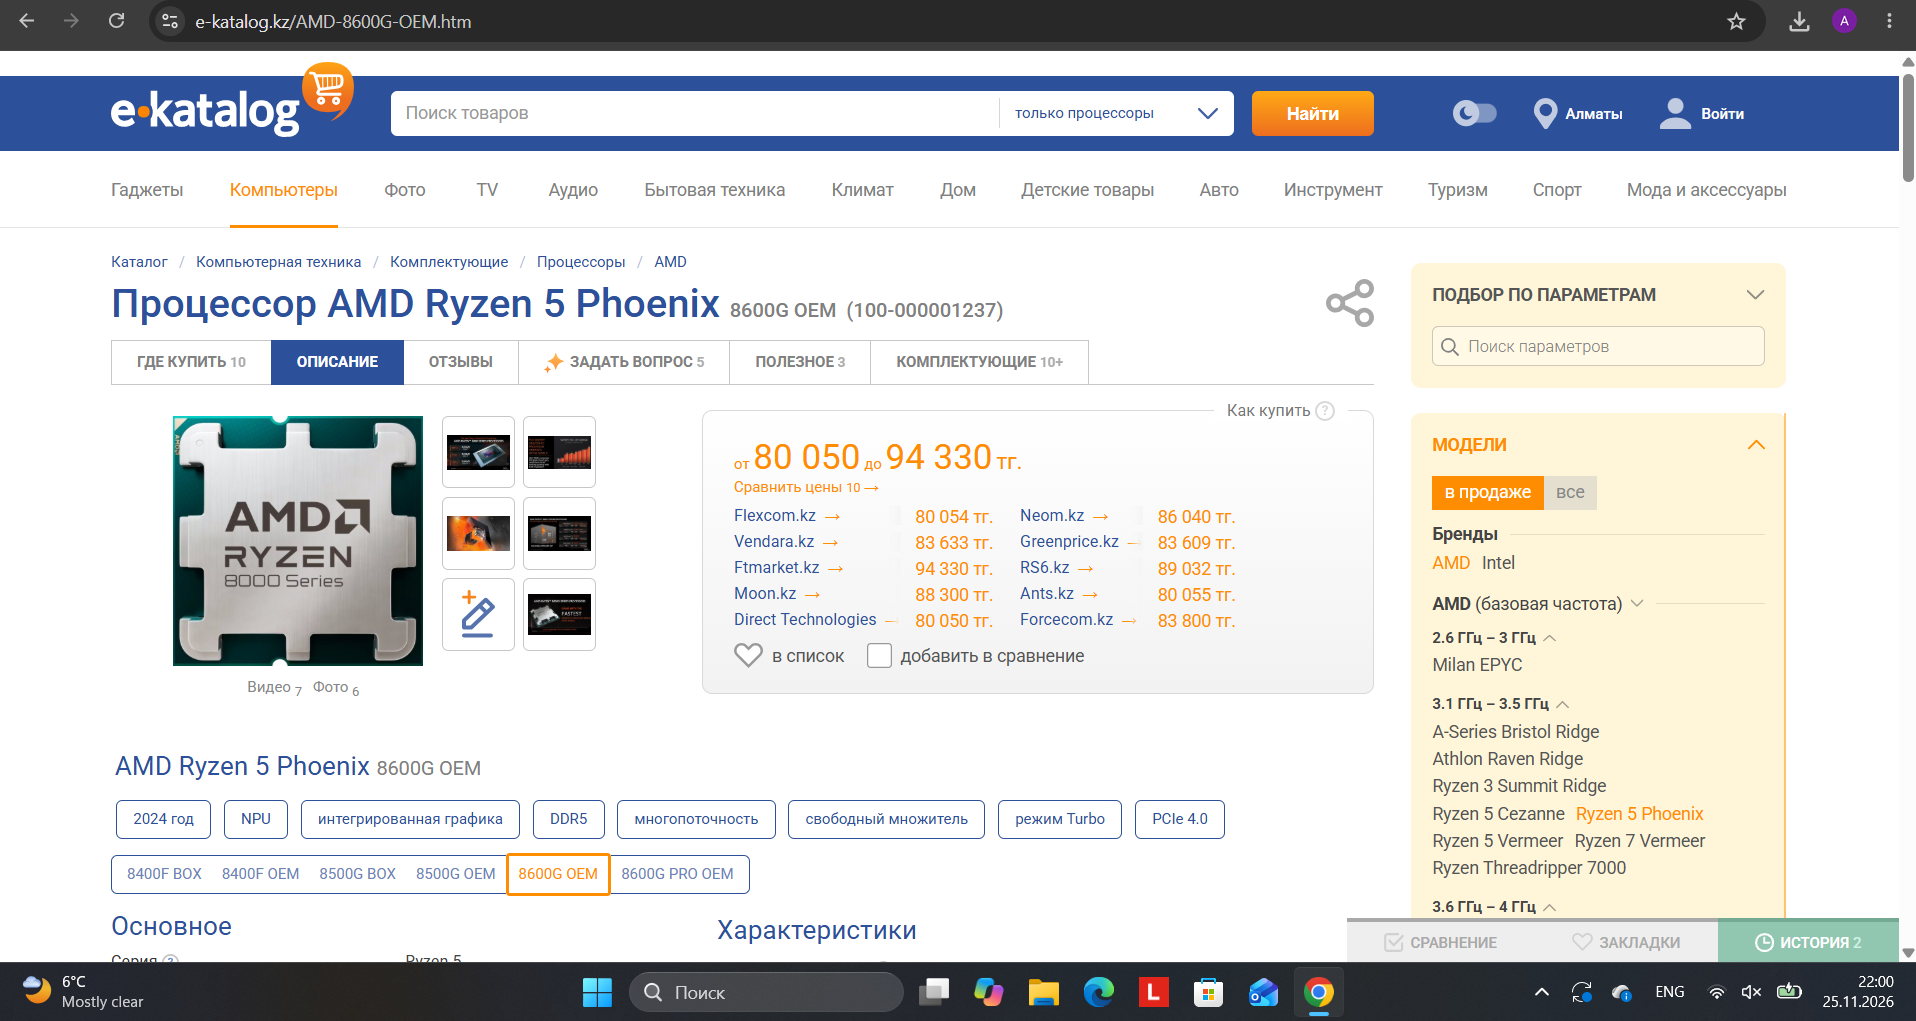 e-katalog.kz/AMD-8600G-OEM.htm
A
e-katalog
Поиск товаров
только процессоры
Найти
Алматы
Войти
Гаджеты
Компьютеры
Фото
TV
Аудио
Бытовая техника
Климат
Дом
Детские товары
Авто
Инструмент
Туризм
Спорт
Мода и аксессуары
Каталог / Компьютерная техника / Комплектующие / Процессоры / AMD
Процессор AMD Ryzen 5 Phoenix 8600G OEM (100-000001237)
ГДЕ КУПИТЬ 10
ОПИСАНИЕ
ОТЗЫВЫ
ЗАДАТЬ ВОПРОС 5
ПОЛЕЗНОЕ 3
КОМПЛЕКТУЮЩИЕ 10+
AMD
RYZEN
8000 Series
Видео 7 Фото 6
Как купить ?
от 80 050 до 94 330 тг.
Сравнить цены 10 →
Flexcom.kz → 80 054 тг. Neom.kz → 86 040 тг.
Vendara.kz → 83 633 тг. Greenprice.kz → 83 609 тг.
Ftmarket.kz → 94 330 тг. RS6.kz → 89 032 тг.
Moon.kz → 88 300 тг. Ants.kz → 80 055 тг.
Direct Technologies → 80 050 тг. Forcecom.kz → 83 800 тг.
в список
добавить в сравнение
AMD Ryzen 5 Phoenix 8600G OEM
2024 год
NPU
интегрированная графика
DDR5
многопоточность
свободный множитель
режим Turbo
PCIe 4.0
8400F BOX
8400F OEM
8500G BOX
8500G OEM
8600G OEM
8600G PRO OEM
Основное
Серия ?
Ryzen 5
Характеристики
ПОДБОР ПО ПАРАМЕТРАМ
Поиск параметров
МОДЕЛИ
в продаже
все
Бренды
AMD Intel
AMD (базовая частота)
2.6 ГГц – 3 ГГц
Milan EPYC
3.1 ГГц – 3.5 ГГц
A-Series Bristol Ridge
Athlon Raven Ridge
Ryzen 3 Summit Ridge
Ryzen 5 Cezanne Ryzen 5 Phoenix
Ryzen 5 Vermeer Ryzen 7 Vermeer
Ryzen Threadripper 7000
3.6 ГГц – 4 ГГц
СРАВНЕНИЕ
ЗАКЛАДКИ
ИСТОРИЯ 2
6°C
Mostly clear
Поиск
L
ENG
22:00
25.11.2026